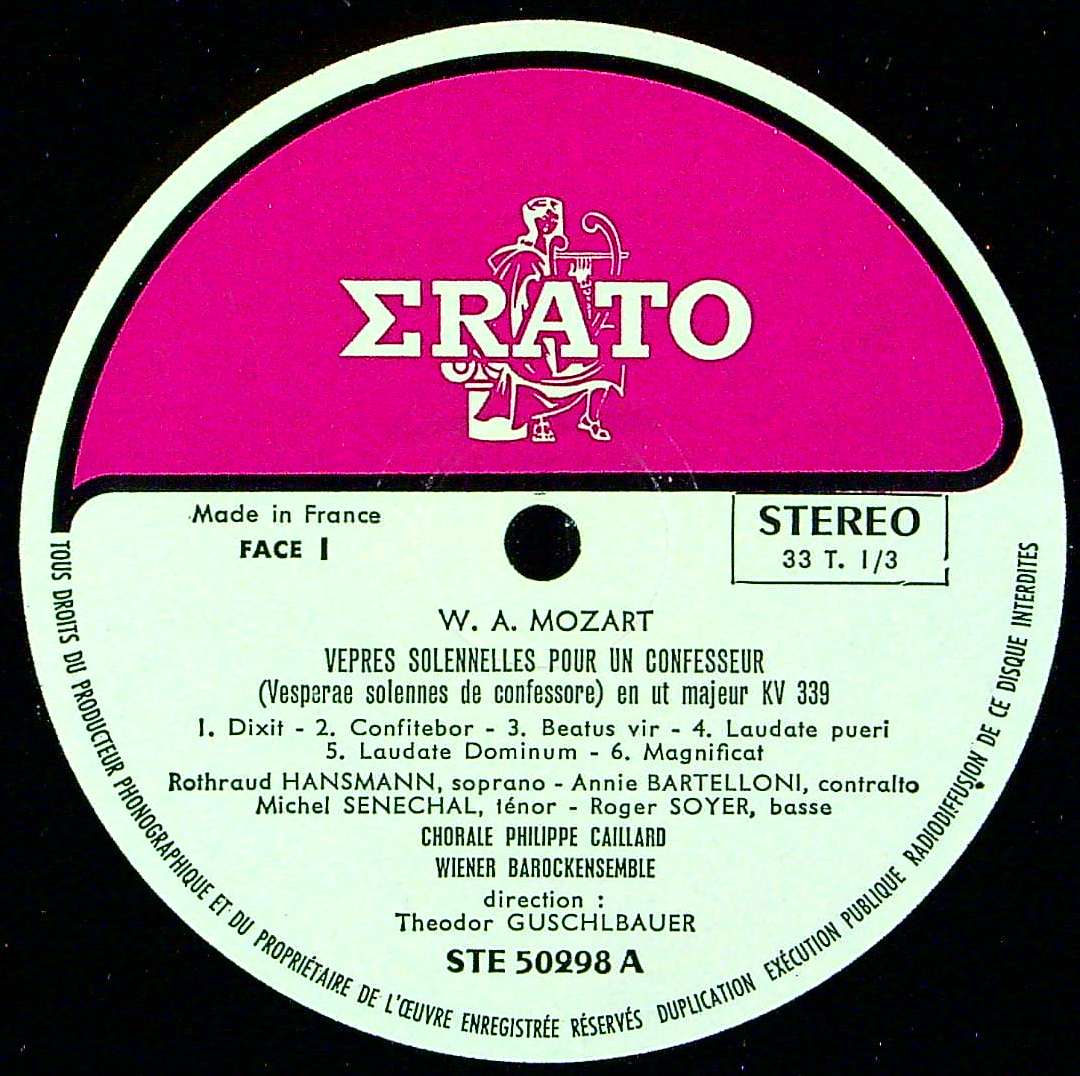 ΣRATO
Made in France
FACE 1
STEREO
33 T. 1/3
W. A. MOZART
VEPRES SOLENNELLES POUR UN CONFESSEUR
(Vesperae solennes de confessore) en ut majeur KV 339
1. Dixit - 2. Confitebor - 3. Beatus vir - 4. Laudate pueri
5. Laudate Dominum - 6. Magnificat
Rothraud HANSMANN, soprano - Annie BARTELLONI, contralto
Michel SENECHAL, ténor - Roger SOYER, basse
CHORALE PHILIPPE CAILLARD
WIENER BAROCKENSEMBLE
direction :
Theodor GUSCHLBAUER
STE 50298 A
TOUS DROITS DU PRODUCTEUR PHONOGRAPHIQUE ET DU PROPRIÉTAIRE DE L'ŒUVRE ENREGISTRÉE RÉSERVÉS DUPLICATION EXÉCUTION PUBLIQUE RADIODIFFUSION DE CE DISQUE INTERDITES